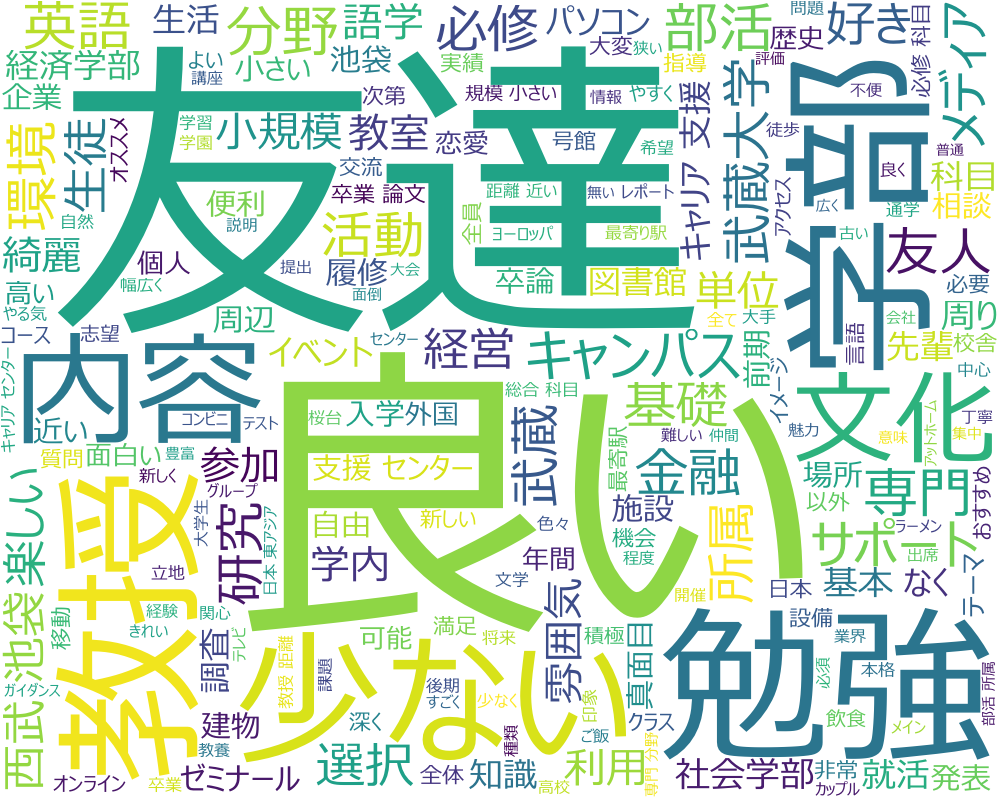 英語
生活
分野
語学
必修
パソコン
部活
問題
歴史
好き
科目
必修
経済学部
よい
講座
小さい
池袋
実績
大変
狭い
指導
評価
メディア
企業
次第
規模 小さい
情報
やすく
不便
友達
学部
環境
生徒
オススメ
学習
学園
小規模
教室
恋愛
号館
希望
支援
キャリア
武蔵大学
徒歩
良く
普通
科目
交流
卒業 論文
距離 近い
無い レポート
アクセス
相談
自然
便利
説明
活動
全員
ヨーロッパ
最寄り駅
広く
通学
綺麗
個人
履修
提出
大会
卒論
図書館
単位
古い
友人
必要
高い
幅広く
面倒
やる気
周辺
全て
大手
会社
周り
コース
志望
センター
イベント
経営
キャンパス
前期
言語
先輩
校舎
キャリア センター
内容
近い
コンビニ
テスト
桜台
総合 科目
入学外国
武蔵
基礎
イメージ
文化
中心
丁寧
アットホーム
良い
質問
面白い
豊富
参加
支援 センター
最寄駅
難しい
仲間
魅力
意味
集中
金融
場所
専門
おすすめ
新しく
グループ
教授
楽しい
研究
大学生
日本 東アジア
自由
新しい
色々
施設
機会
程度
所属
以外
サポート
ラーメン
出席
学内
年間
文学
雰囲気
開催
日本
基本
なく
テーマ
西武 池袋
移動
立地
経験
きれい
関心
テレビ
調査
少ない
可能
満足
将来
積極
真面目
設備
業界
勉強
教授 距離
課題
後期
すごく
少なく
印象
ご飯
クラス
必須
本格
飲食
メイン
部活 所属
ガイダンス
建物
教養
深く
種類
オンライン
卒業
ゼミナール
選択
全体
知識
高校
利用
専門 分野
社会学部
非常
カップル
就活
発表